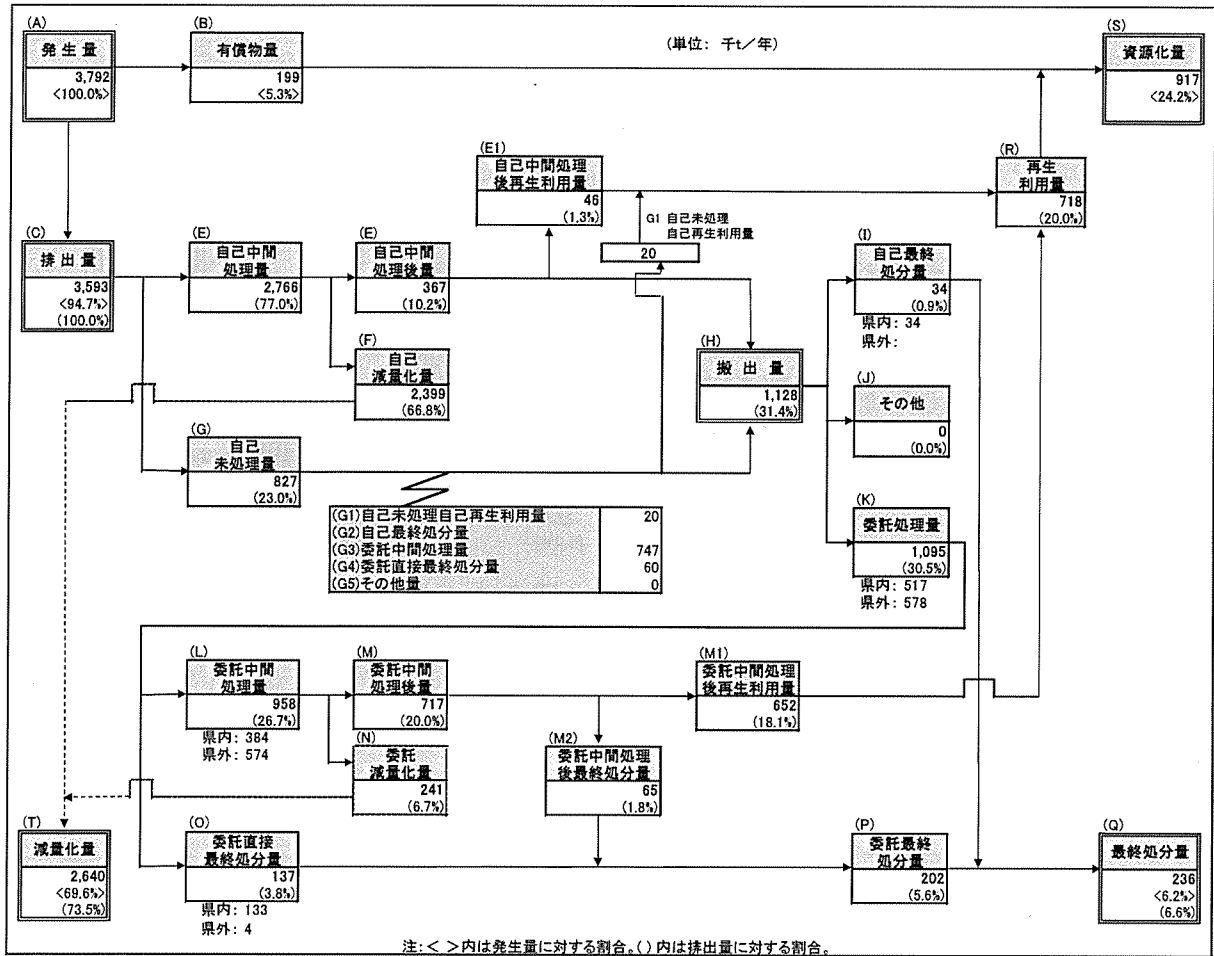 (A)
発生量
3,792
<100.0%>
(B)
有償物量
199
<5.3%>
(単位: 千t/年)
(S)
資源化量
917
<24.2%>
(E1)
自己中間処理
後再生利用量
46
(1.3%)
(R)
再生
利用量
718
(20.0%)
G1 自己未処理
自己再生利用量
20
(C)
排出量
3,593
<94.7%>
(100.0%)
(E)
自己中間
処理量
2,766
(77.0%)
(E)
自己中間
処理後量
367
(10.2%)
(I)
自己最終
処分量
34
(0.9%)
県内: 34
県外:
(F)
自己
減量化量
2,399
(66.8%)
(H)
搬出量
1,128
(31.4%)
(J)
その他
0
(0.0%)
(G)
自己
未処理量
827
(23.0%)
(G1)自己未処理自己再生利用量 20
(G2)自己最終処分量
(G3)委託中間処理量 747
(G4)委託直接最終処分量 60
(G5)その他量 0
(K)
委託処理量
1,095
(30.5%)
県内: 517
県外: 578
(L)
委託中間
処理量
958
(26.7%)
県内: 384
県外: 574
(M)
委託中間
処理後量
717
(20.0%)
(M1)
委託中間処理
後再生利用量
652
(18.1%)
(N)
委託
減量化量
241
(6.7%)
(M2)
委託中間処理
後最終処分量
65
(1.8%)
(T)
減量化量
2,640
<69.6%>
(73.5%)
(O)
委託直接
最終処分量
137
(3.8%)
県内: 133
県外: 4
(P)
委託最終
処分量
202
(5.6%)
(Q)
最終処分量
236
<6.2%>
(6.6%)
注:< >内は発生量に対する割合。( )内は排出量に対する割合。